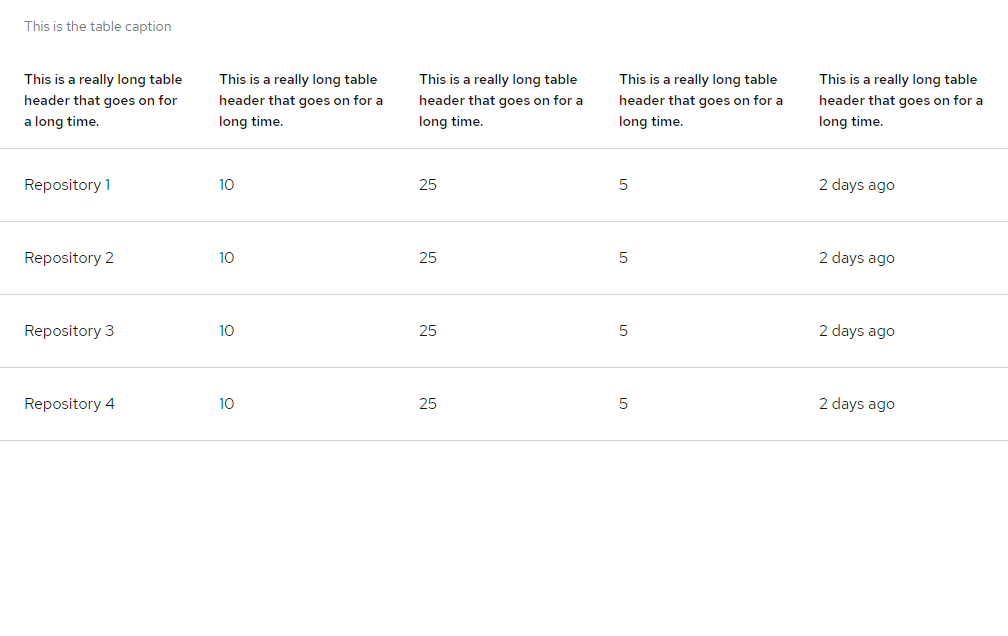 This is the table caption
This is a really long table header that goes on for a long time. This is a really long table header that goes on for a long time. This is a really long table header that goes on for a long time. This is a really long table header that goes on for a long time. This is a really long table header that goes on for a long time.
Repository 1 10 25 5 2 days ago
Repository 2 10 25 5 2 days ago
Repository 3 10 25 5 2 days ago
Repository 4 10 25 5 2 days ago